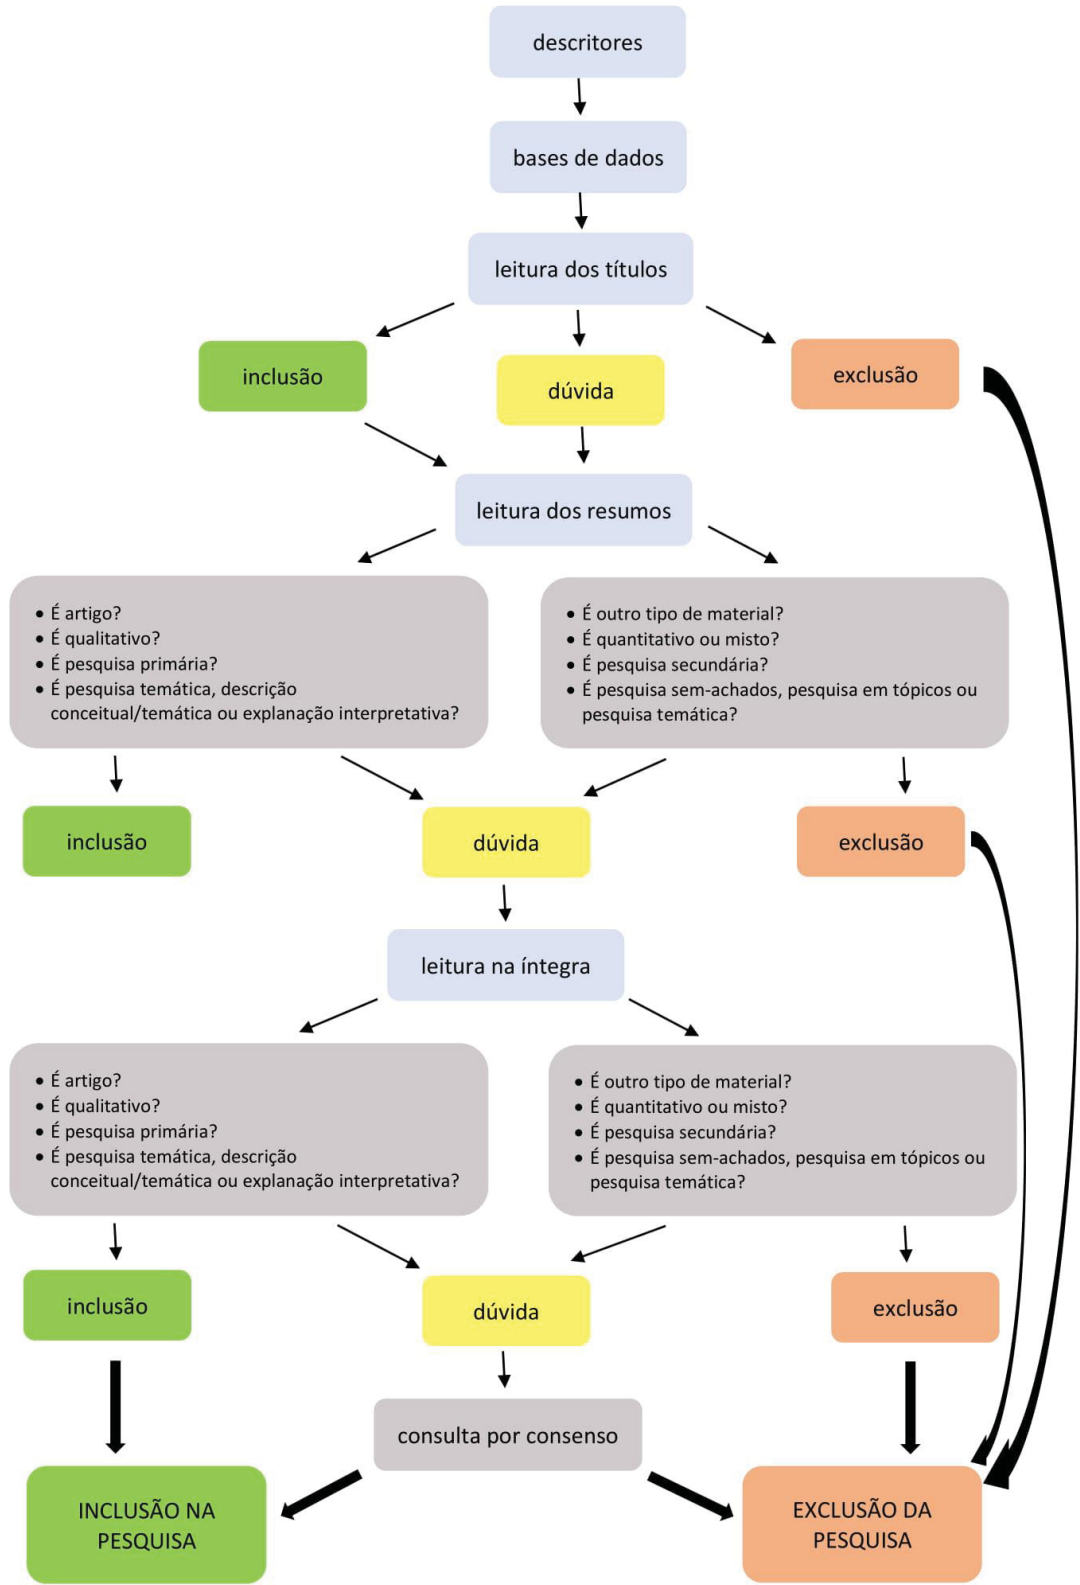 descritores
bases de dados
leitura dos títulos
inclusão
dúvida
exclusão
leitura dos resumos
• É artigo?
• É qualitativo?
• É pesquisa primária?
• É pesquisa temática, descrição
conceitual/temática ou explanação interpretativa?
• É outro tipo de material?
• É quantitativo ou misto?
• É pesquisa secundária?
• É pesquisa sem-achados, pesquisa em tópicos ou
pesquisa temática?
inclusão
dúvida
exclusão
leitura na íntegra
• É artigo?
• É qualitativo?
• É pesquisa primária?
• É pesquisa temática, descrição
conceitual/temática ou explanação interpretativa?
• É outro tipo de material?
• É quantitativo ou misto?
• É pesquisa secundária?
• É pesquisa sem-achados, pesquisa em tópicos ou
pesquisa temática?
inclusão
dúvida
exclusão
consulta por consenso
INCLUSÃO NA
PESQUISA
EXCLUSÃO DA
PESQUISA